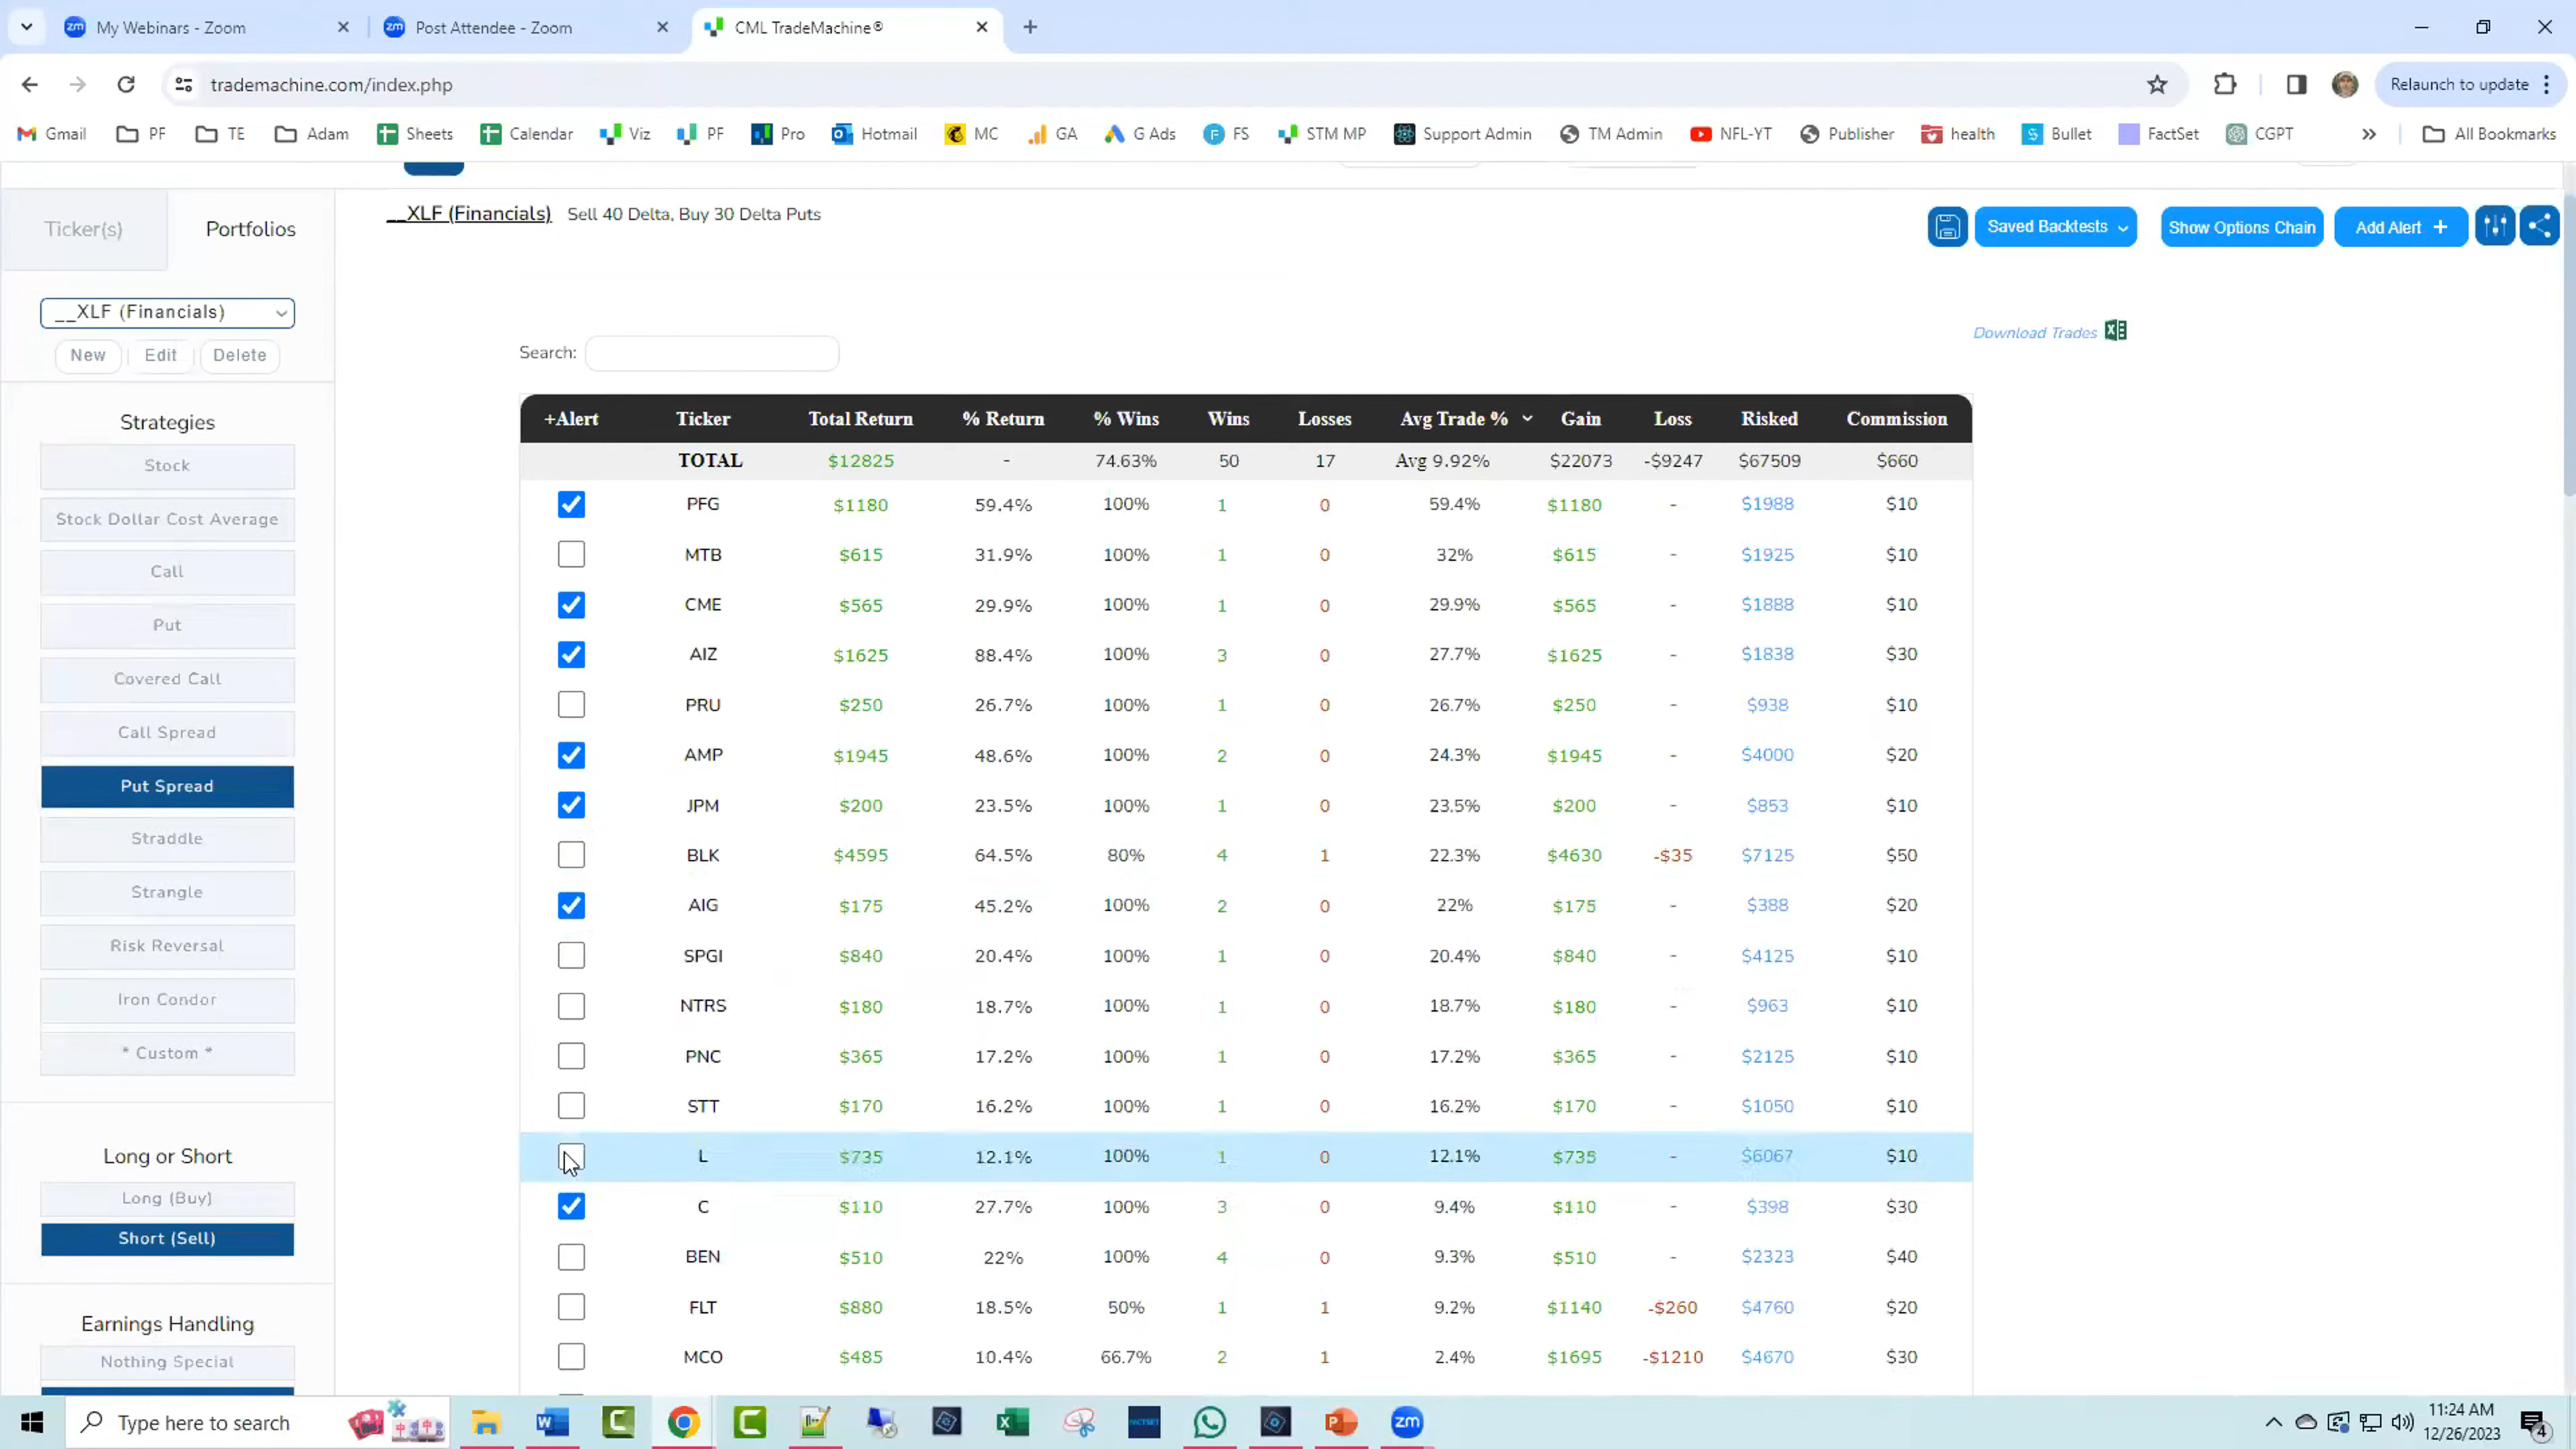 My Webinars - Zoom
Post Attendee - Zoom
CML TradeMachine®
trademachine.com/index.php
Relaunch to update
Gmail PF TE Adam Sheets Calendar Viz PF Pro Hotmail MC GA G Ads FS STM MP Support Admin TM Admin NFL-YT Publisher health Bullet FactSet CGPT » All Bookmarks
Ticker(s) Portfolios
__XLF (Financials) Sell 40 Delta, Buy 30 Delta Puts
Saved Backtests Show Options Chain Add Alert +
__XLF (Financials)
New Edit Delete
Search:
Download Trades
Strategies
Stock
Stock Dollar Cost Average
Call
Put
Covered Call
Call Spread
Put Spread
Straddle
Strangle
Risk Reversal
Iron Condor
* Custom *
Long or Short
Long (Buy)
Short (Sell)
Earnings Handling
Nothing Special
+Alert Ticker Total Return % Return % Wins Wins Losses Avg Trade % Gain Loss Risked Commission
TOTAL $12825 - 74.63% 50 17 Avg 9.92% $22073 -$9247 $67509 $660
PFG $1180 59.4% 100% 1 0 59.4% $1180 - $1988 $10
MTB $615 31.9% 100% 1 0 32% $615 - $1925 $10
CME $565 29.9% 100% 1 0 29.9% $565 - $1888 $10
AIZ $1625 88.4% 100% 3 0 27.7% $1625 - $1838 $30
PRU $250 26.7% 100% 1 0 26.7% $250 - $938 $10
AMP $1945 48.6% 100% 2 0 24.3% $1945 - $4000 $20
JPM $200 23.5% 100% 1 0 23.5% $200 - $853 $10
BLK $4595 64.5% 80% 4 1 22.3% $4630 -$35 $7125 $50
AIG $175 45.2% 100% 2 0 22% $175 - $388 $20
SPGI $840 20.4% 100% 1 0 20.4% $840 - $4125 $10
NTRS $180 18.7% 100% 1 0 18.7% $180 - $963 $10
PNC $365 17.2% 100% 1 0 17.2% $365 - $2125 $10
STT $170 16.2% 100% 1 0 16.2% $170 - $1050 $10
L $735 12.1% 100% 1 0 12.1% $735 - $6067 $10
C $110 27.7% 100% 3 0 9.4% $110 - $398 $30
BEN $510 22% 100% 4 0 9.3% $510 - $2323 $40
FLT $880 18.5% 50% 1 1 9.2% $1140 -$260 $4760 $20
MCO $485 10.4% 66.7% 2 1 2.4% $1695 -$1210 $4670 $30
Type here to search
11:24 AM
12/26/2023
4